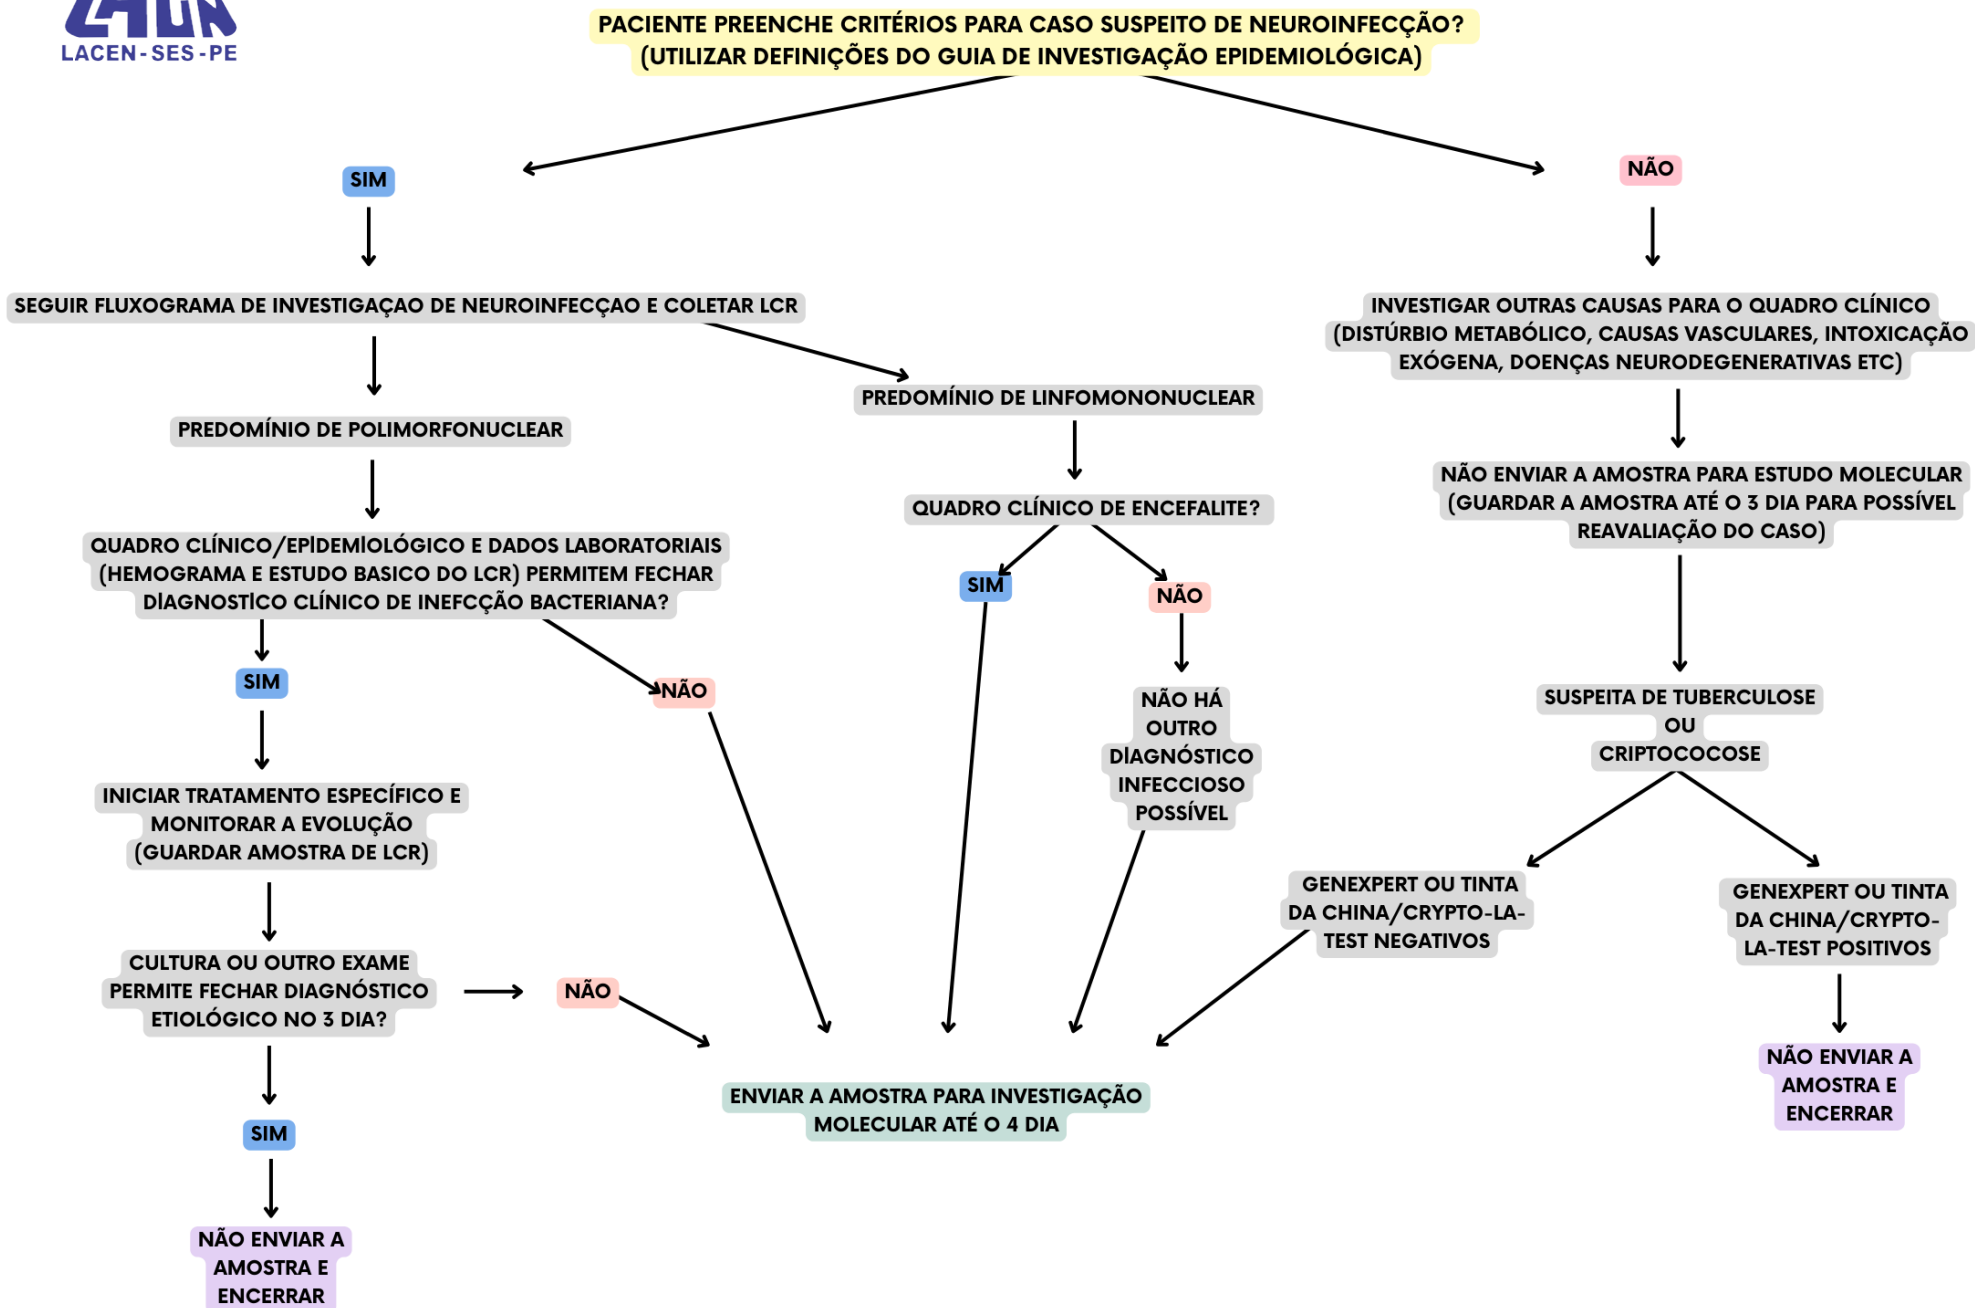 LACEN
LACEN-SES-PE
PACIENTE PREENCHE CRITÉRIOS PARA CASO SUSPEITO DE NEUROINFECÇÃO?
(UTILIZAR DEFINIÇÕES DO GUIA DE INVESTIGAÇÃO EPIDEMIOLÓGICA)
SIM
NÃO
SEGUIR FLUXOGRAMA DE INVESTIGAÇAO DE NEUROINFECÇAO E COLETAR LCR
INVESTIGAR OUTRAS CAUSAS PARA O QUADRO CLÍNICO
(DISTÚRBIO METABÓLICO, CAUSAS VASCULARES, INTOXICAÇÃO
EXÓGENA, DOENÇAS NEURODEGENERATIVAS ETC)
PREDOMÍNIO DE POLIMORFONUCLEAR
PREDOMÍNIO DE LINFOMONONUCLEAR
NÃO ENVIAR A AMOSTRA PARA ESTUDO MOLECULAR
(GUARDAR A AMOSTRA ATÉ O 3 DIA PARA POSSÍVEL
REAVALIAÇÃO DO CASO)
QUADRO CLÍNICO/EPIDEMIOLÓGICO E DADOS LABORATORIAIS
(HEMOGRAMA E ESTUDO BASICO DO LCR) PERMITEM FECHAR
DIAGNOSTICO CLÍNICO DE INEFCÇÃO BACTERIANA?
QUADRO CLÍNICO DE ENCEFALITE?
SIM
NÃO
SIM
NÃO
NÃO HÁ
OUTRO
DIAGNÓSTICO
INFECCIOSO
POSSÍVEL
SUSPEITA DE TUBERCULOSE
OU
CRIPTOCOCOSE
INICIAR TRATAMENTO ESPECÍFICO E
MONITORAR A EVOLUÇÃO
(GUARDAR AMOSTRA DE LCR)
GENEXPERT OU TINTA
DA CHINA/CRYPTO-LA-
TEST NEGATIVOS
GENEXPERT OU TINTA
DA CHINA/CRYPTO-
LA-TEST POSITIVOS
CULTURA OU OUTRO EXAME
PERMITE FECHAR DIAGNÓSTICO
ETIOLÓGICO NO 3 DIA?
NÃO
ENVIAR A AMOSTRA PARA INVESTIGAÇÃO
MOLECULAR ATÉ O 4 DIA
NÃO ENVIAR A
AMOSTRA E
ENCERRAR
SIM
NÃO ENVIAR A
AMOSTRA E
ENCERRAR